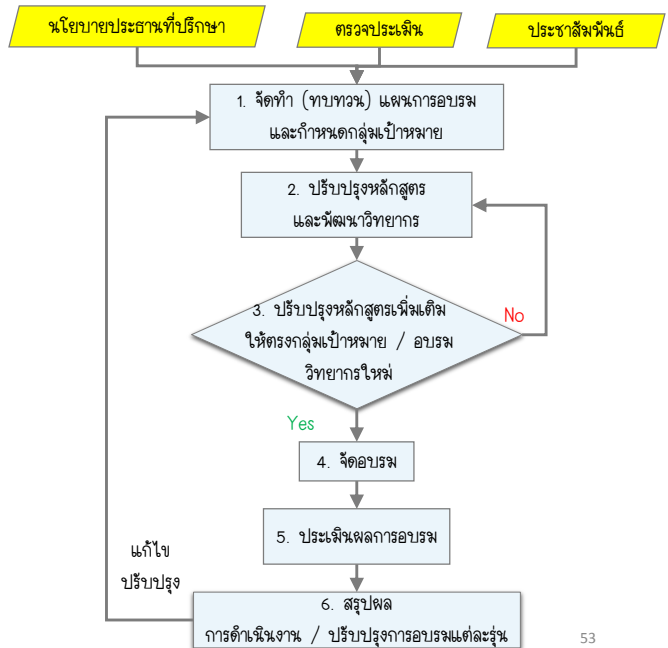 นโยบายประธานที่ปรึกษา
ตรวจประเมิน
ประชาสัมพันธ์
1. จัดทำ (ทบทวน) แผนการอบรม
และกำหนดกลุ่มเป้าหมาย
2. ปรับปรุงหลักสูตร
และพัฒนาวิทยากร
3. ปรับปรุงหลักสูตรเพิ่มเติม
ให้ตรงกลุ่มเป้าหมาย / อบรม
วิทยากรใหม่
No
Yes
4. จัดอบรม
5. ประเมินผลการอบรม
แก้ไข
ปรับปรุง
6. สรุปผล
การดำเนินงาน / ปรับปรุงการอบรมแต่ละรุ่น
53